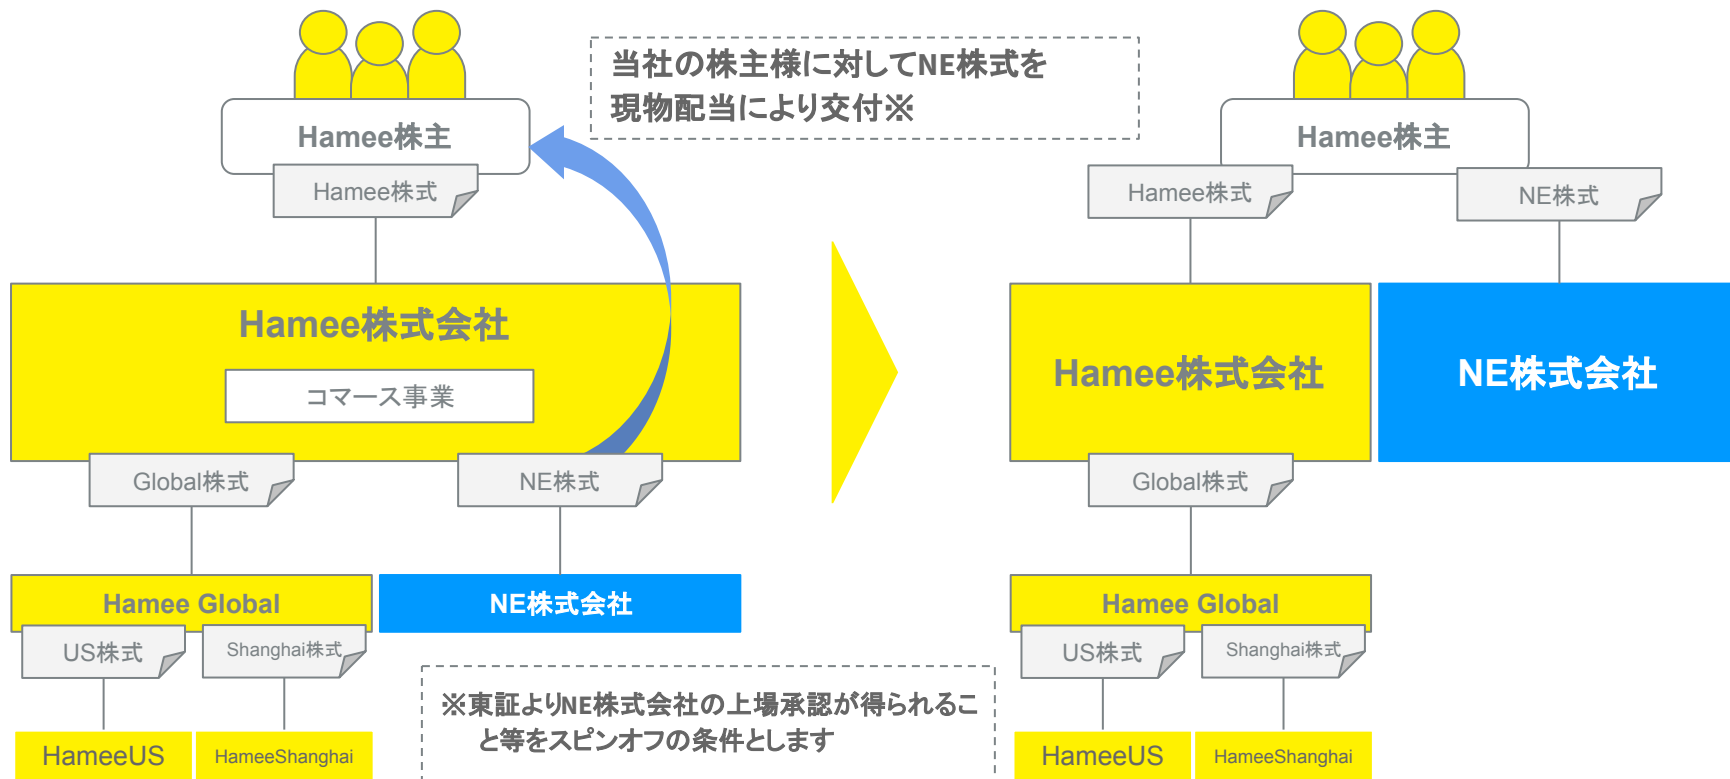 当社の株主様に対してNE株式を
現物配当により交付※
Hamee株主
Hamee株式
Hamee株式会社
コマース事業
Global株式
NE株式
Hamee Global
NE株式会社
US株式
Shanghai株式
HameeUS
HameeShanghai
※東証よりNE株式会社の上場承認が得られるこ
と等をスピンオフの条件とします
Hamee株主
Hamee株式
NE株式
Hamee株式会社
NE株式会社
Global株式
Hamee Global
US株式
Shanghai株式
HameeUS
HameeShanghai